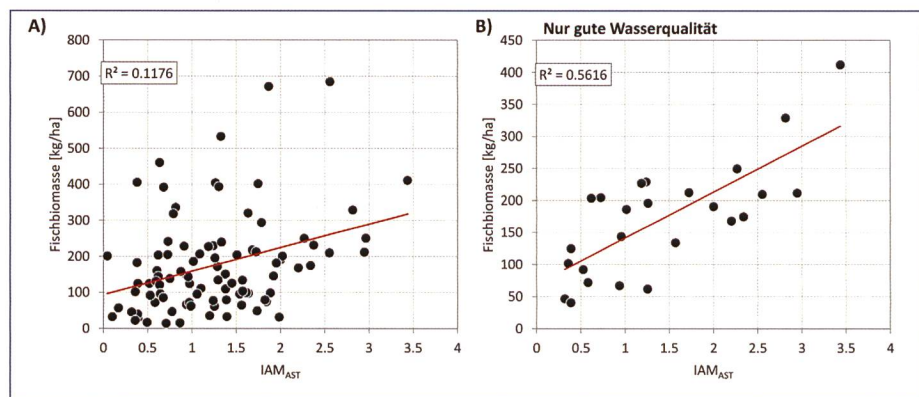 A)
800
700
600
500
400
300
200
100
0
Fischbiomasse [kg/ha]
R² = 0.1176
0 0.5 1 1.5 2 2.5 3 3.5 4
IAM_AST
B) Nur gute Wasserqualität
450
400
350
300
250
200
150
100
50
0
Fischbiomasse [kg/ha]
R² = 0.5616
0 0.5 1 1.5 2 2.5 3 3.5 4
IAM_AST